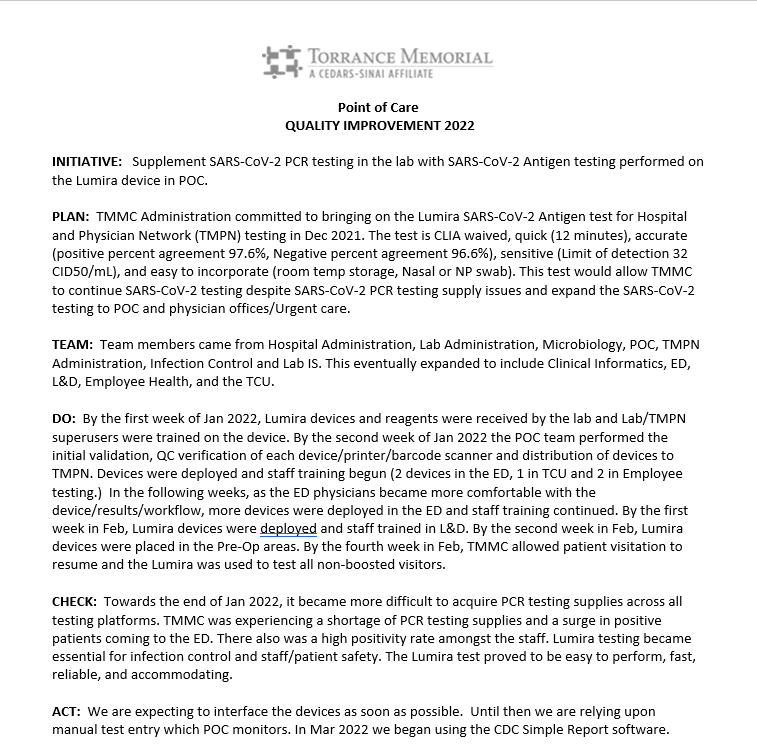 TORRANCE MEMORIAL
A CEDARS-SINAI AFFILIATE
Point of Care
QUALITY IMPROVEMENT 2022
INITIATIVE: Supplement SARS-CoV-2 PCR testing in the lab with SARS-CoV-2 Antigen testing performed on
the Lumira device in POC.
PLAN: TMMC Administration committed to bringing on the Lumira SARS-CoV-2 Antigen test for Hospital
and Physician Network (TMPN) testing in Dec 2021. The test is CLIA waived, quick (12 minutes), accurate
(positive percent agreement 97.6%, Negative percent agreement 96.6%), sensitive (Limit of detection 32
CID50/mL), and easy to incorporate (room temp storage, Nasal or NP swab). This test would allow TMMC
to continue SARS-CoV-2 testing despite SARS-CoV-2 PCR testing supply issues and expand the SARS-CoV-2
testing to POC and physician offices/Urgent care.
TEAM: Team members came from Hospital Administration, Lab Administration, Microbiology, POC, TMPN
Administration, Infection Control and Lab IS. This eventually expanded to include Clinical Informatics, ED,
L&D, Employee Health, and the TCU.
DO: By the first week of Jan 2022, Lumira devices and reagents were received by the lab and Lab/TMPN
superusers were trained on the device. By the second week of Jan 2022 the POC team performed the
initial validation, QC verification of each device/printer/barcode scanner and distribution of devices to
TMPN. Devices were deployed and staff training begun (2 devices in the ED, 1 in TCU and 2 in Employee
testing.) In the following weeks, as the ED physicians became more comfortable with the
device/results/workflow, more devices were deployed in the ED and staff training continued. By the first
week in Feb, Lumira devices were deployed and staff trained in L&D. By the second week in Feb, Lumira
devices were placed in the Pre-Op areas. By the fourth week in Feb, TMMC allowed patient visitation to
resume and the Lumira was used to test all non-boosted visitors.
CHECK: Towards the end of Jan 2022, it became more difficult to acquire PCR testing supplies across all
testing platforms. TMMC was experiencing a shortage of PCR testing supplies and a surge in positive
patients coming to the ED. There also was a high positivity rate amongst the staff. Lumira testing became
essential for infection control and staff/patient safety. The Lumira test proved to be easy to perform, fast,
reliable, and accommodating.
ACT: We are expecting to interface the devices as soon as possible. Until then we are relying upon
manual test entry which POC monitors. In Mar 2022 we began using the CDC Simple Report software.